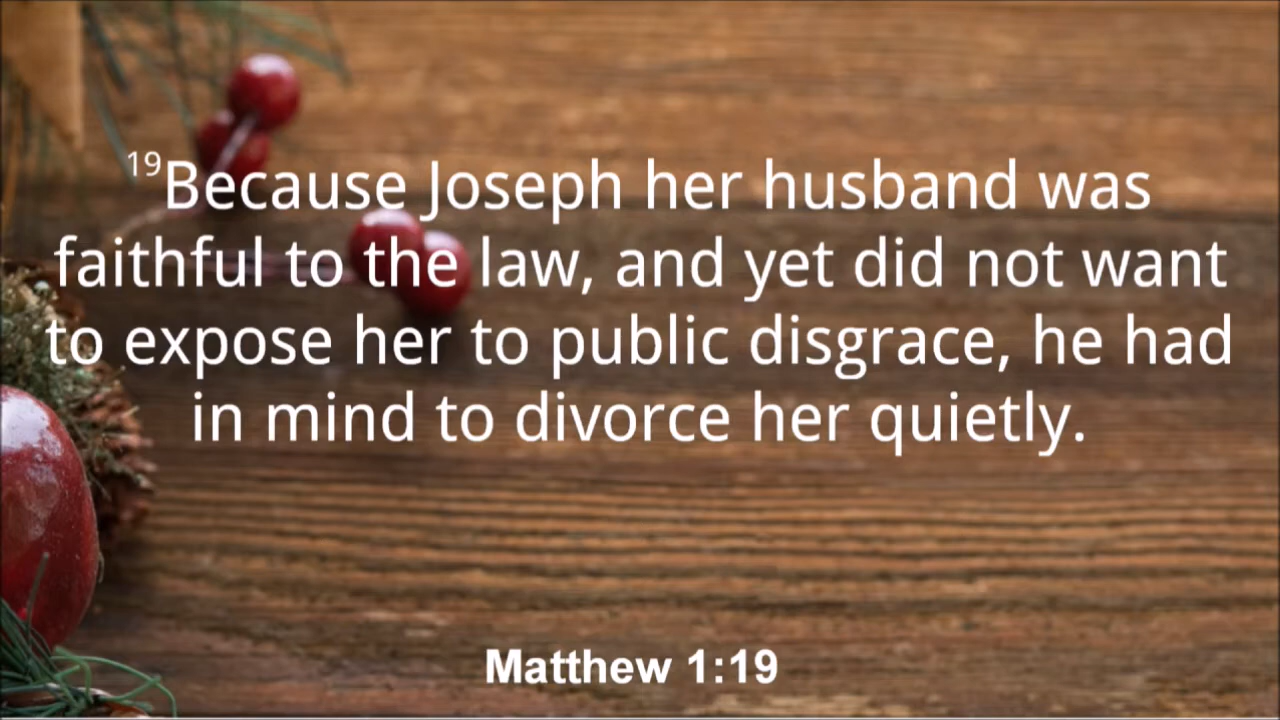 19Because Joseph her husband was
faithful to the law, and yet did not want
to expose her to public disgrace, he had
in mind to divorce her quietly.
Matthew 1:19